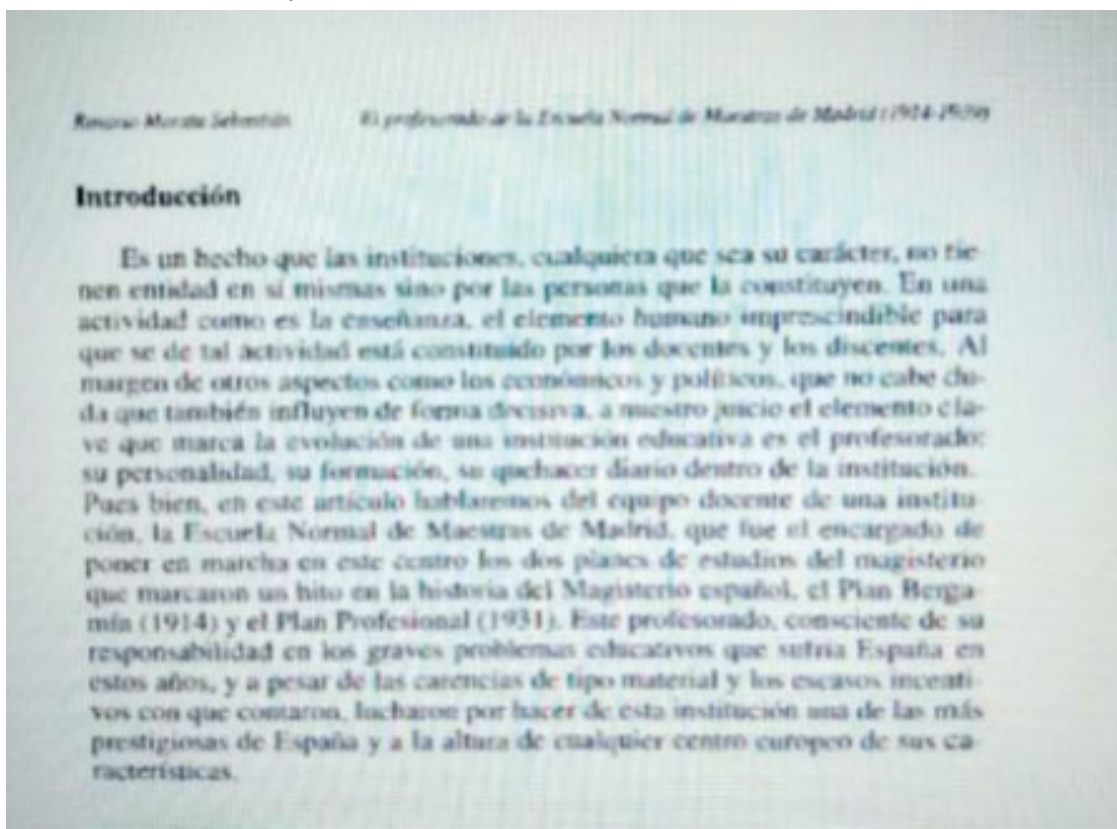 Rosario Morata Sebastián El profesorado de la Escuela Normal de Maestras de Madrid (1914-1939)
Introducción
Es un hecho que las instituciones, cualquiera que sea su carácter, no tie-
nen entidad en sí mismas sino por las personas que la constituyen. En una
actividad como es la enseñanza, el elemento humano imprescindible para
que se de tal actividad está constituido por los docentes y los discentes. Al
margen de otros aspectos como los económicos y políticos, que no cabe du-
da que también influyen de forma decisiva, a nuestro juicio el elemento cla-
ve que marca la evolución de una institución educativa es el profesorado:
su personalidad, su formación, su quehacer diario dentro de la institución.
Pues bien, en este artículo hablaremos del equipo docente de una institu-
ción, la Escuela Normal de Maestras de Madrid, que fue el encargado de
poner en marcha en este centro los dos planes de estudios del magisterio
que marcaron un hito en la historia del Magisterio español, el Plan Berga-
mín (1914) y el Plan Profesional (1931). Este profesorado, consciente de su
responsabilidad en los graves problemas educativos que sufría España en
estos años, y a pesar de las carencias de tipo material y los escasos incenti-
vos con que contaron, lucharon por hacer de esta institución una de las más
prestigiosas de España y a la altura de cualquier centro europeo de sus ca-
racterísticas.